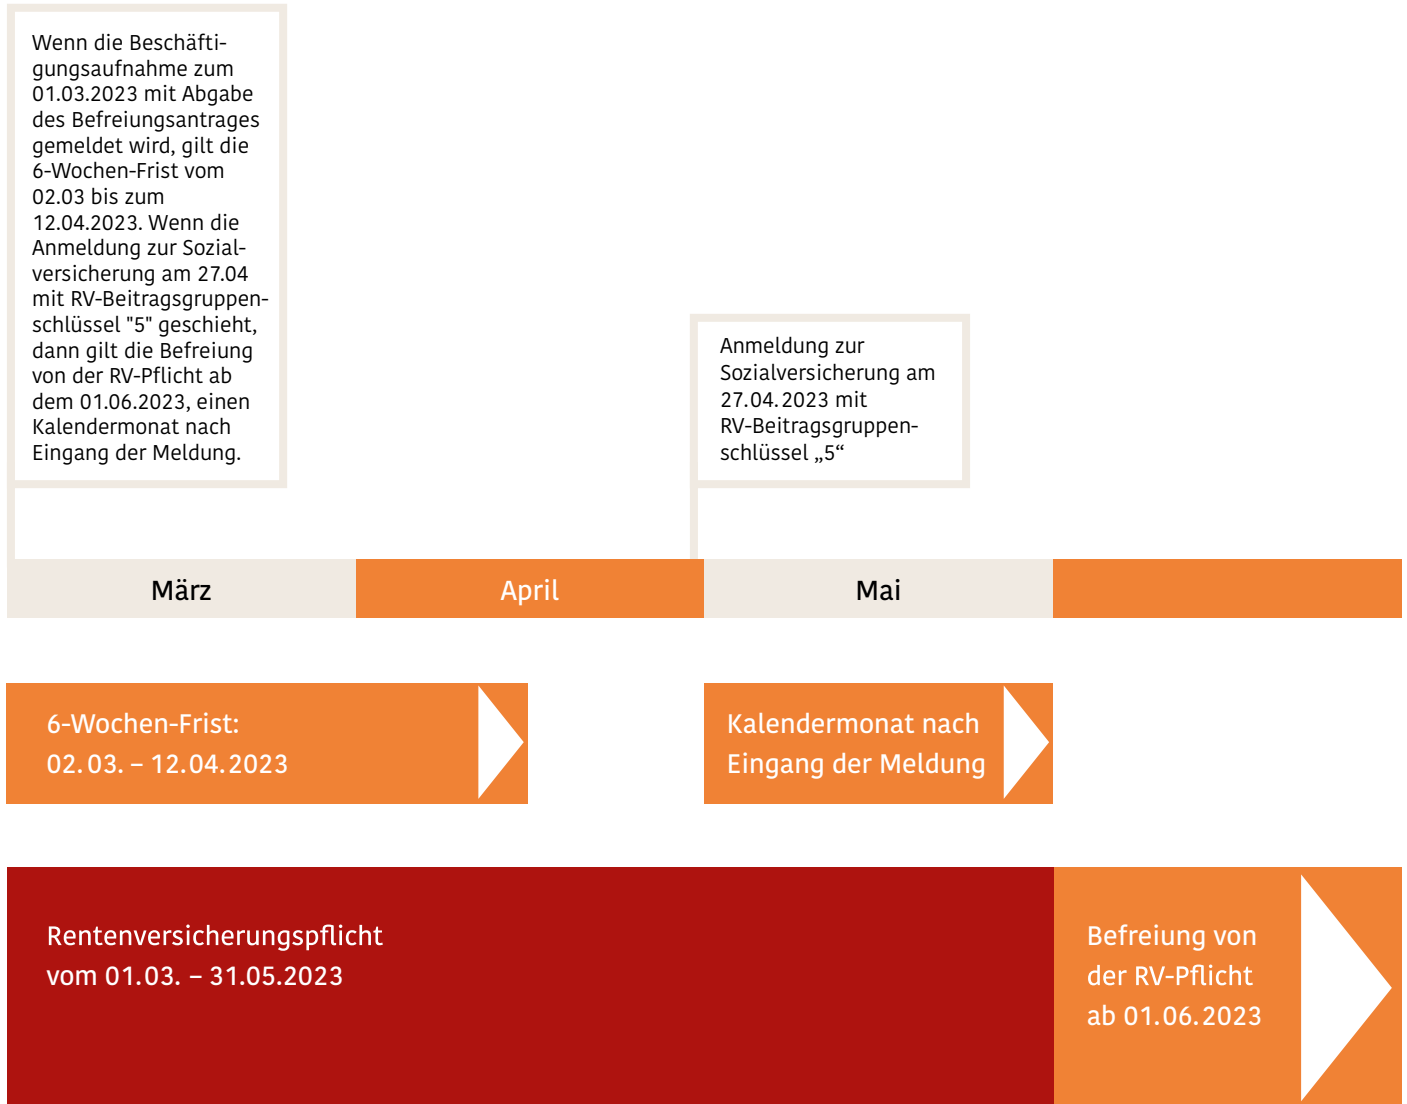 Wenn die Beschäfti-
gungsaufnahme zum
01.03.2023 mit Abgabe
des Befreiungsantrages
gemeldet wird, gilt die
6-Wochen-Frist vom
02.03 bis zum
12.04.2023. Wenn die
Anmeldung zur Sozial-
versicherung am 27.04
mit RV-Beitragsgruppen-
schlüssel "5" geschieht,
dann gilt die Befreiung
von der RV-Pflicht ab
dem 01.06.2023, einen
Kalendermonat nach
Eingang der Meldung.
Anmeldung zur
Sozialversicherung am
27.04.2023 mit
RV-Beitragsgruppen-
schlüssel „5“
März
April
Mai
6-Wochen-Frist:
02.03. – 12.04.2023
Kalendermonat nach
Eingang der Meldung
Rentenversicherungspflicht
vom 01.03. – 31.05.2023
Befreiung von
der RV-Pflicht
ab 01.06.2023